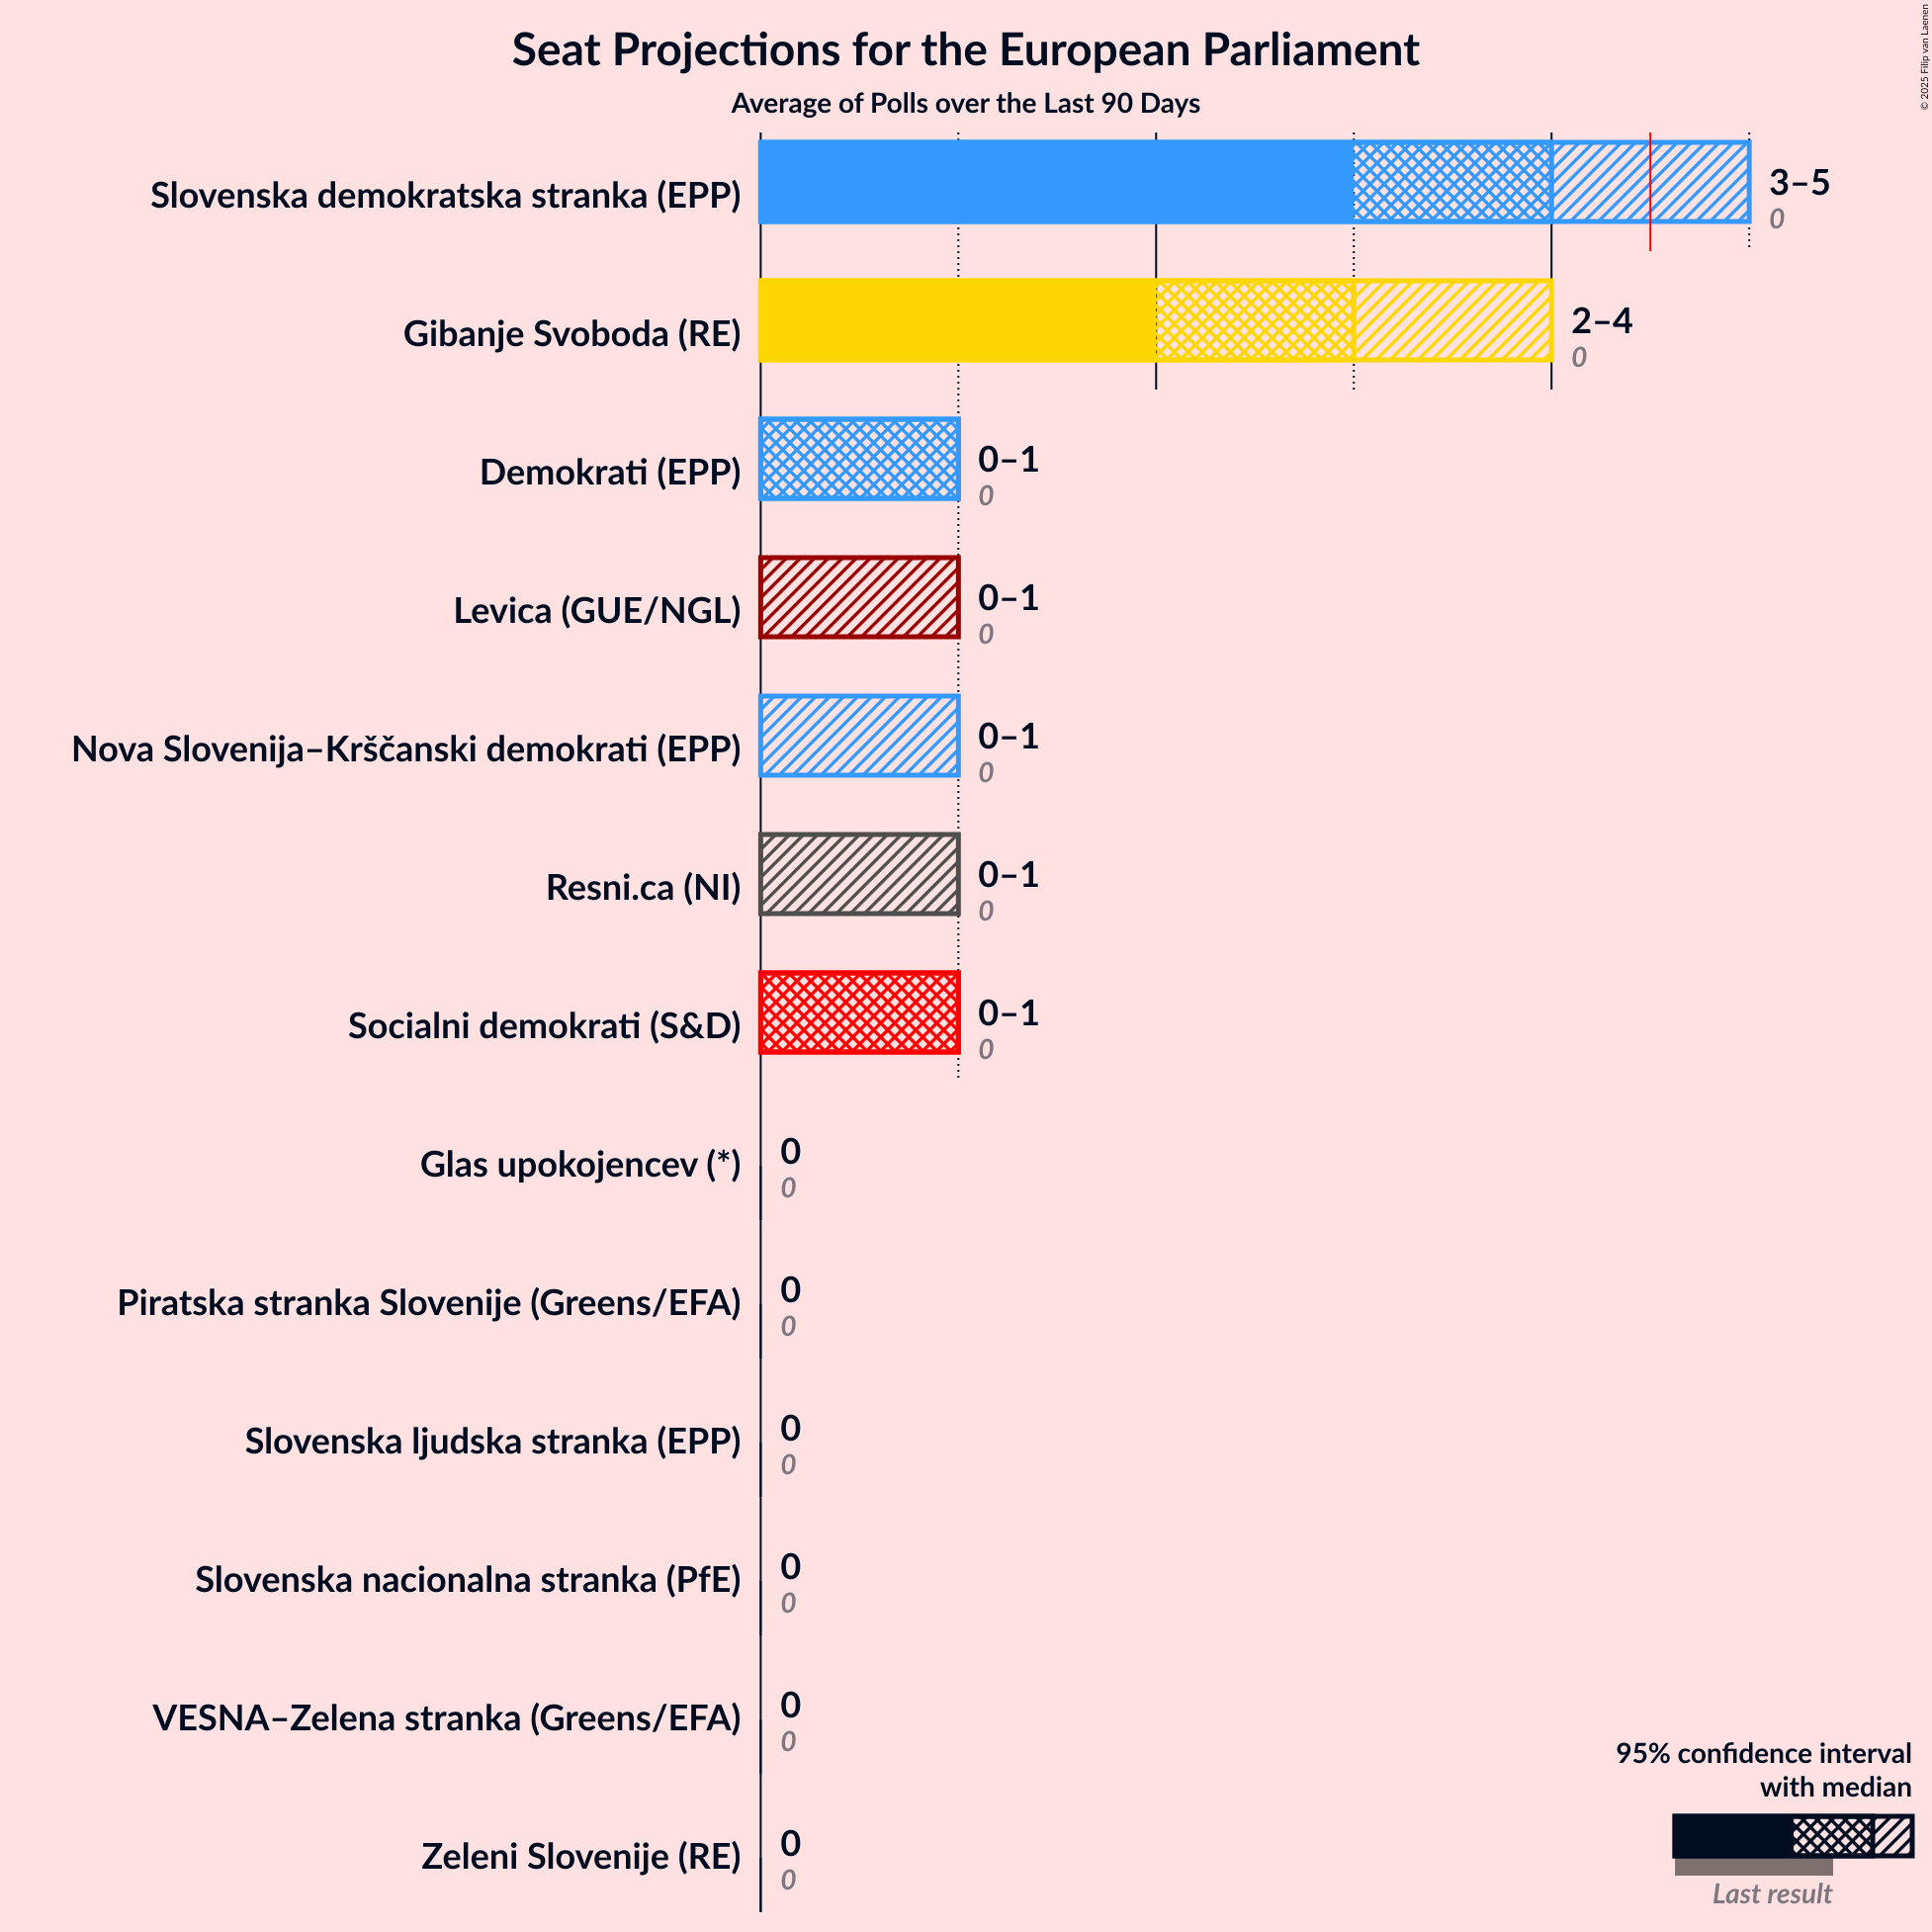 © 2025 Filip van Laenen
Seat Projections for the European Parliament
Average of Polls over the Last 90 Days
Slovenska demokratska stranka (EPP)
3–5
0
Gibanje Svoboda (RE)
2–4
0
Demokrati (EPP)
0–1
0
Levica (GUE/NGL)
0–1
0
Nova Slovenija–Krščanski demokrati (EPP)
0–1
0
Resni.ca (NI)
0–1
0
Socialni demokrati (S&D)
0–1
0
Glas upokojencev (*)
0
0
Piratska stranka Slovenije (Greens/EFA)
0
0
Slovenska ljudska stranka (EPP)
0
0
Slovenska nacionalna stranka (PfE)
0
0
VESNA–Zelena stranka (Greens/EFA)
0
0
Zeleni Slovenije (RE)
0
0
95% confidence interval
with median
Last result